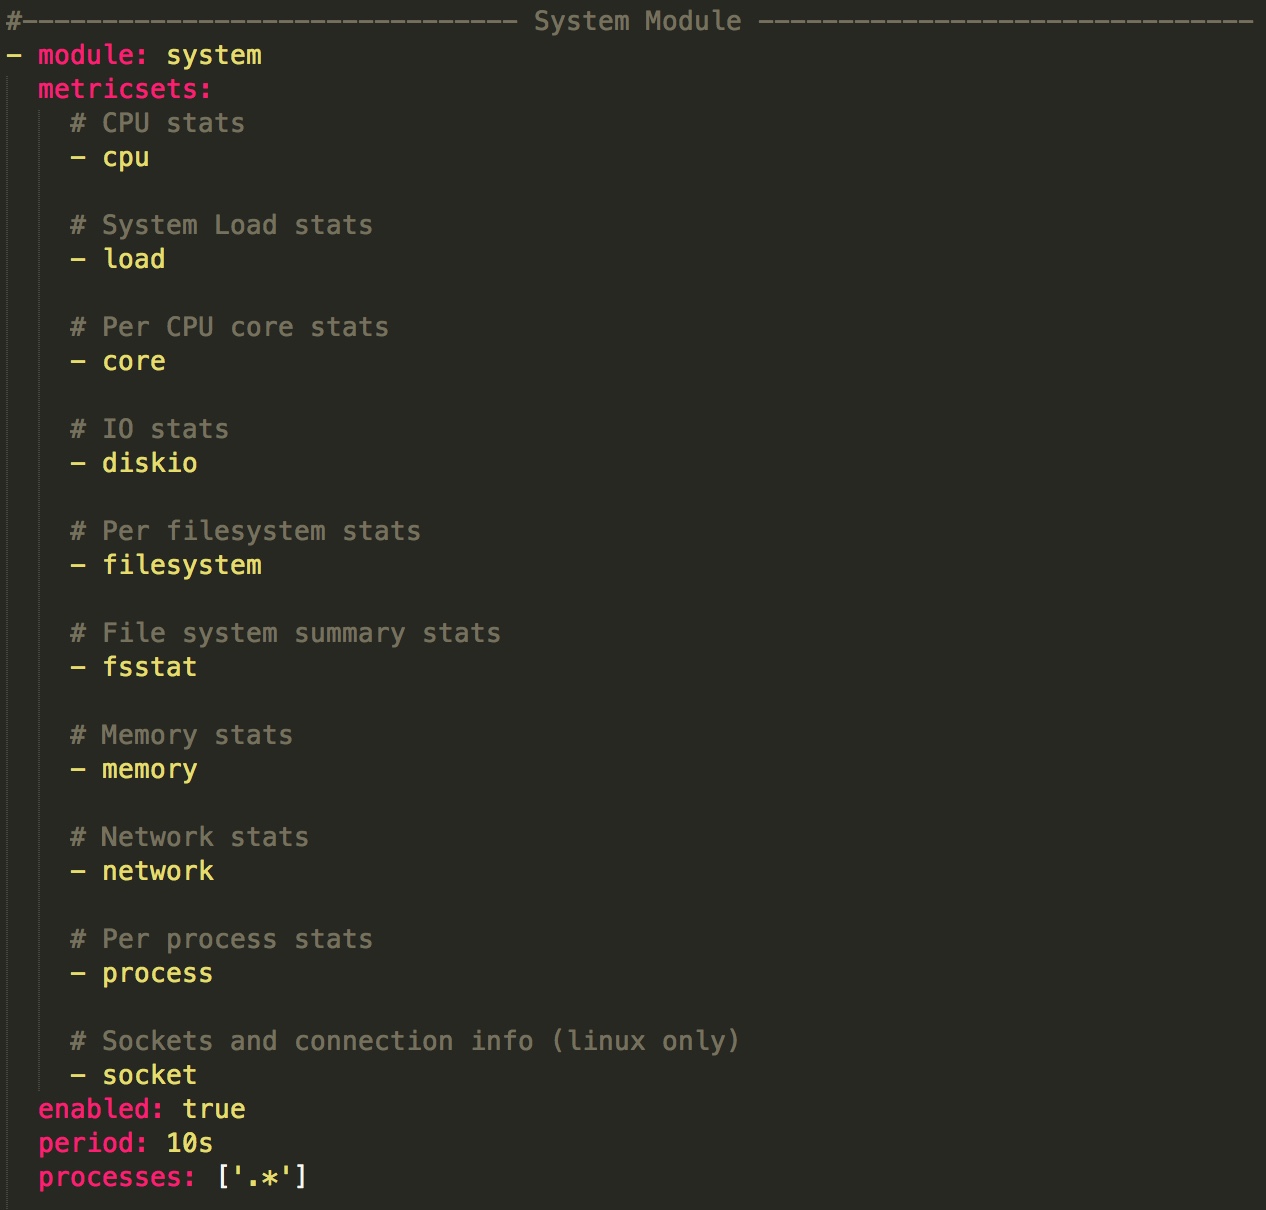 #------------------------------- System Module -------------------------------
- module: system
  metricsets:
    # CPU stats
    - cpu

    # System Load stats
    - load

    # Per CPU core stats
    - core

    # IO stats
    - diskio

    # Per filesystem stats
    - filesystem

    # File system summary stats
    - fsstat

    # Memory stats
    - memory

    # Network stats
    - network

    # Per process stats
    - process

    # Sockets and connection info (linux only)
    - socket
  enabled: true
  period: 10s
  processes: ['.*']